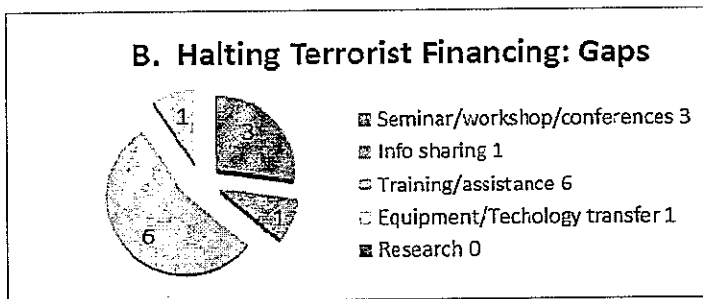 B. Halting Terrorist Financing: Gaps
1
3
1
6
Seminar/workshop/conferences 3
Info sharing 1
Training/assistance 6
Equipment/Techology transfer 1
Research 0